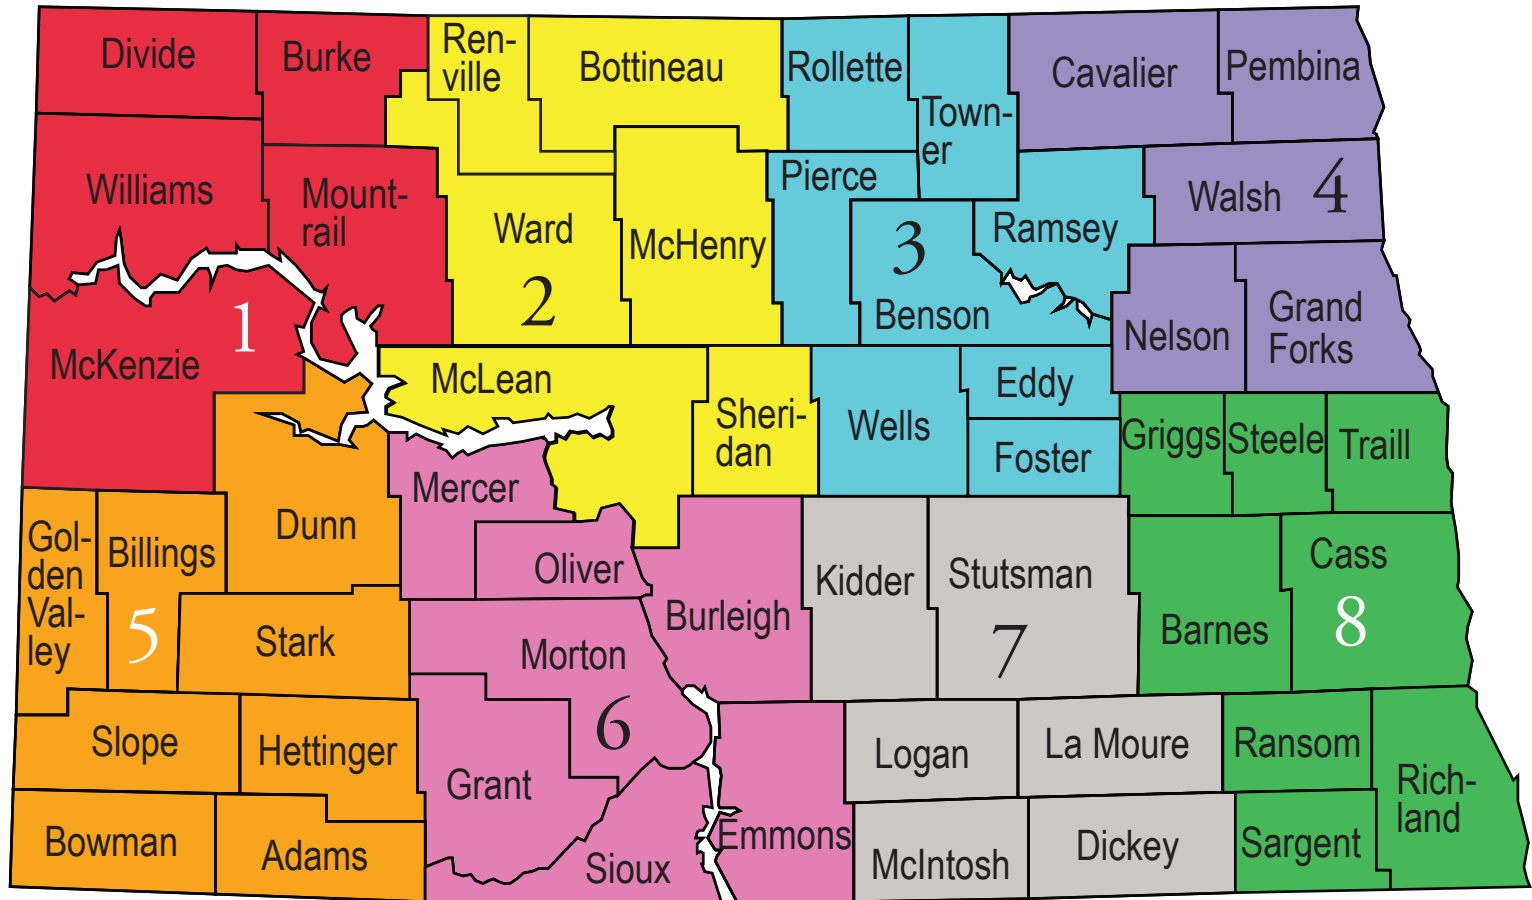 Divide
Burke
Ren-
ville
Bottineau
Rollette
Town-
er
Cavalier
Pembina
Williams
Mount-
rail
Ward
McHenry
Pierce
Ramsey
Walsh
4
3
2
1
Benson
Nelson
Grand
Forks
McKenzie
McLean
Sheri-
dan
Wells
Eddy
Foster
Griggs
Steele
Traill
Mercer
Dunn
Gol-
den
Val-
ley
Billings
5
Stark
Oliver
Burleigh
Kidder
Stutsman
7
Barnes
Cass
8
Morton
6
Slope
Hettinger
Grant
Logan
La Moure
Ransom
Rich-
land
Bowman
Adams
Sioux
Emmons
McIntosh
Dickey
Sargent